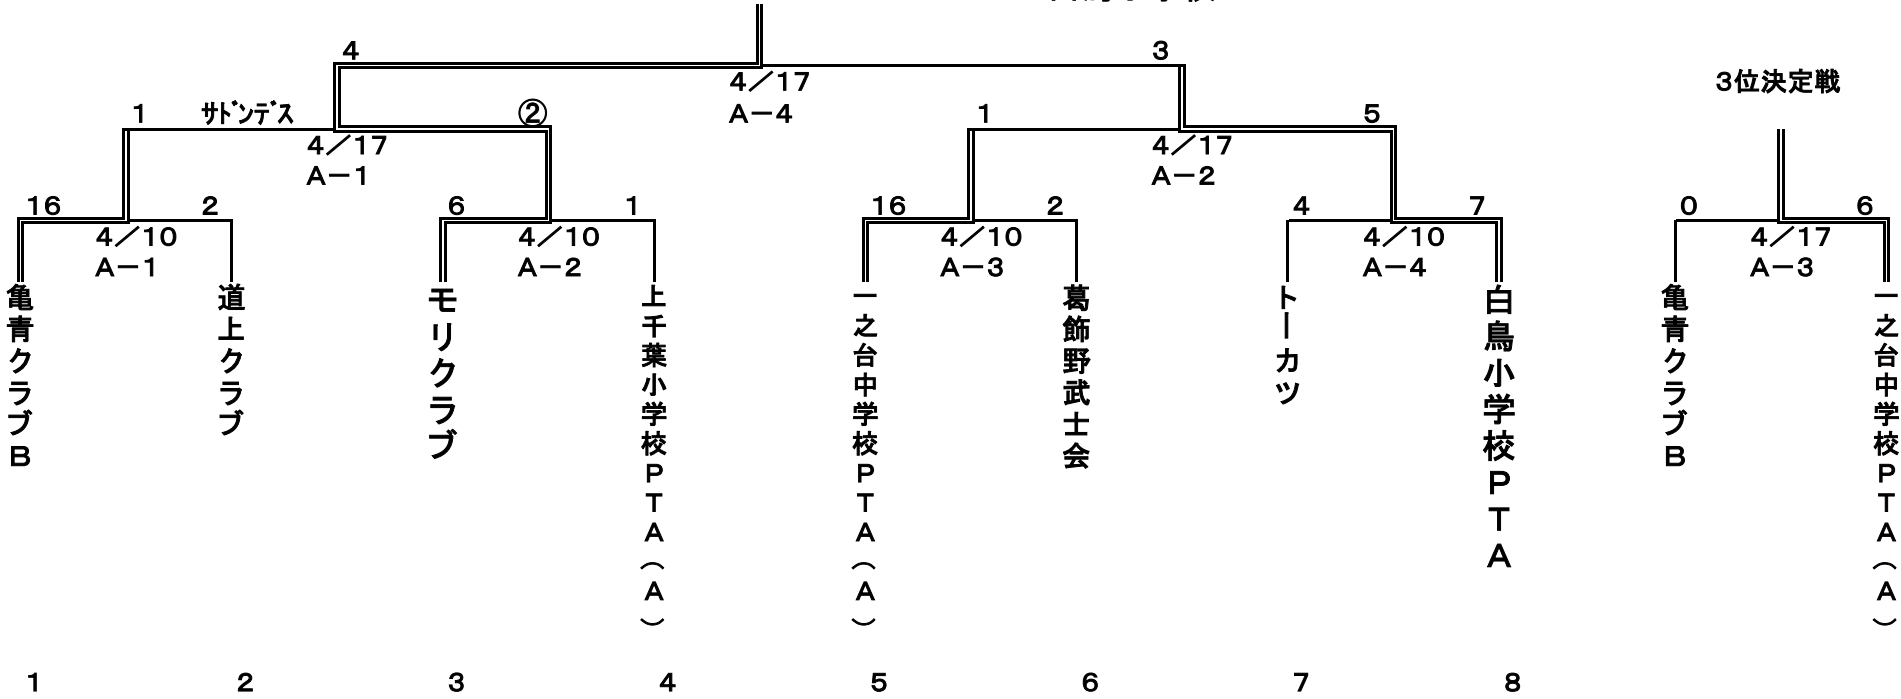 4
3
4／17
A－4
3位決定戦
1
サドンデス
②
4／17
A－1
1
5
4／17
A－2
16
2
4／10
A－1
6
1
4／10
A－2
16
2
4／10
A－3
4
7
4／10
A－4
0
6
4／17
A－3
亀青クラブB
道上クラブ
モリクラブ
上千葉小学校PTA（A）
一之台中学校PTA（A）
葛飾野武士会
トーカツ
白鳥小学校PTA
亀青クラブB
一之台中学校PTA（A）
1
2
3
4
5
6
7
8